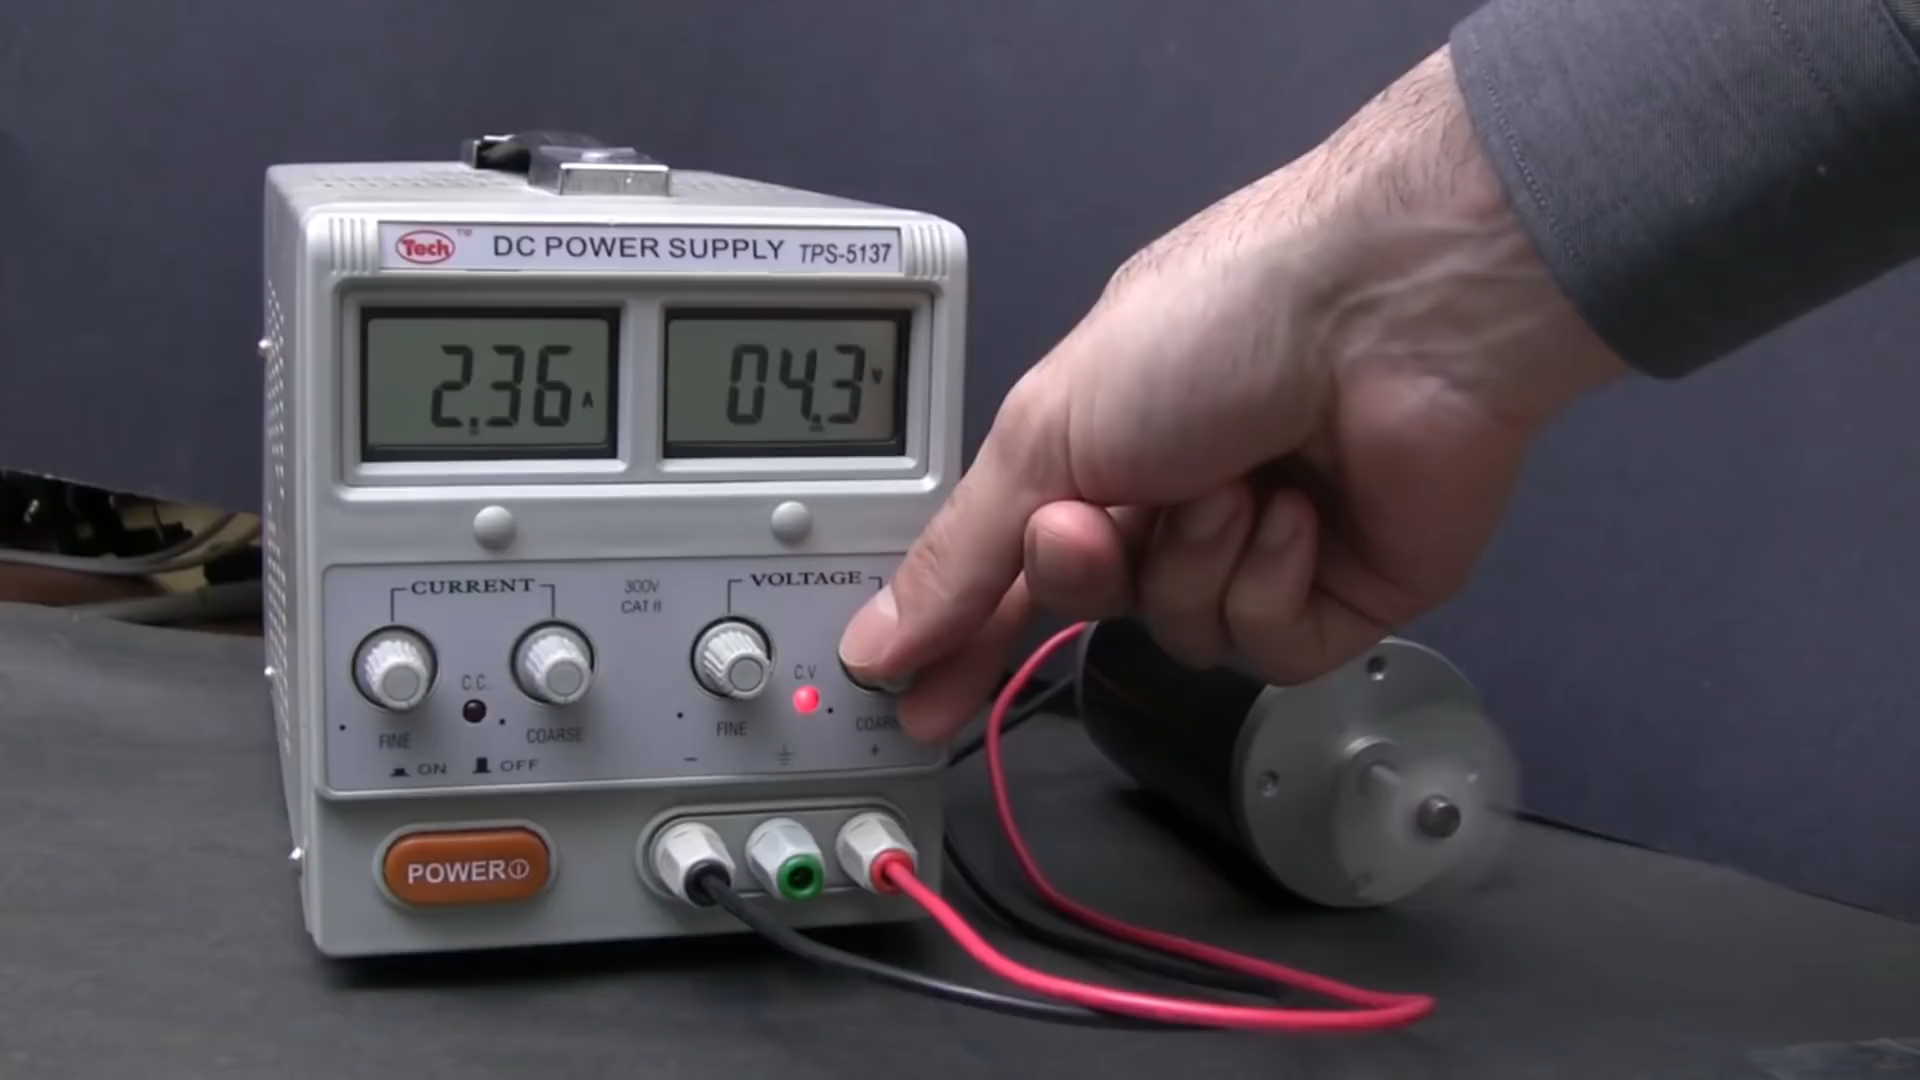 Tech TM DC POWER SUPPLY TPS-5137
2.36 A 04.3 V
CURRENT 300V VOLTAGE
CAT II
C.C. C.V
FINE COARSE FINE
ON OFF - +
POWER